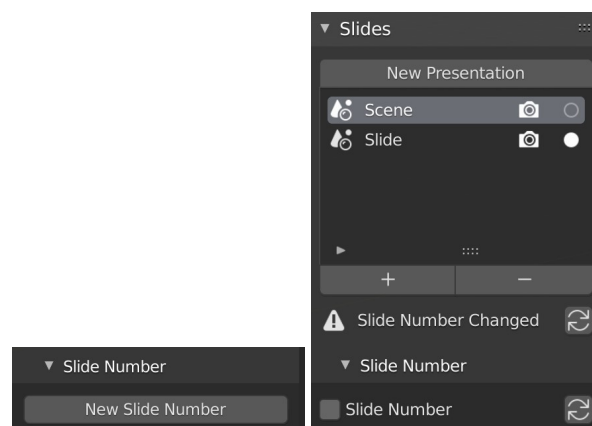 Slide Number
New Slide Number
Slides
New Presentation
Scene
Slide
+
−
Slide Number Changed
Slide Number
Slide Number